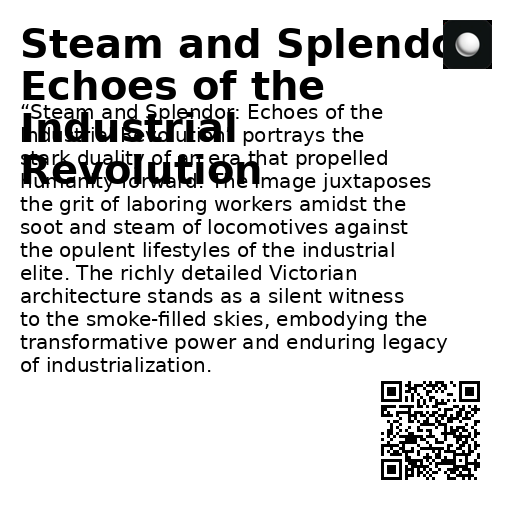 Steam and Splendo
Echoes of the
Industrial
Revolution
“Steam and Splendor: Echoes of the
Industrial Revolution” portrays the
stark duality of an era that propelled
humanity forward. The image juxtaposes
the grit of laboring workers amidst the
soot and steam of locomotives against
the opulent lifestyles of the industrial
elite. The richly detailed Victorian
architecture stands as a silent witness
to the smoke-filled skies, embodying the
transformative power and enduring legacy
of industrialization.